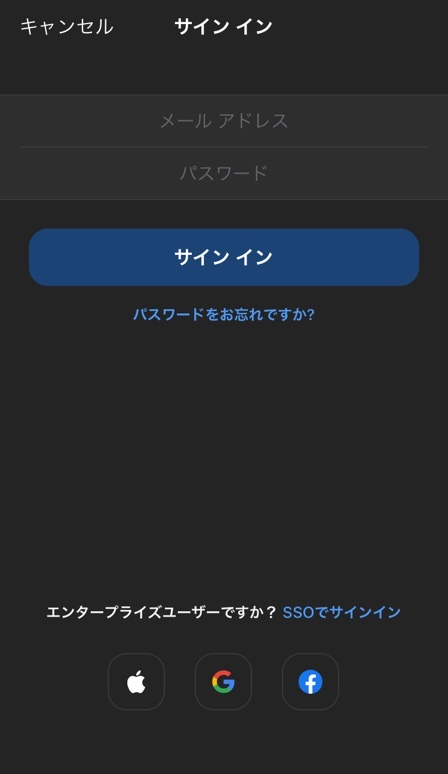 キャンセル サイン イン
メール アドレス
パスワード
サイン イン
パスワードをお忘れですか?
エンタープライズユーザーですか？ SSOでサインイン